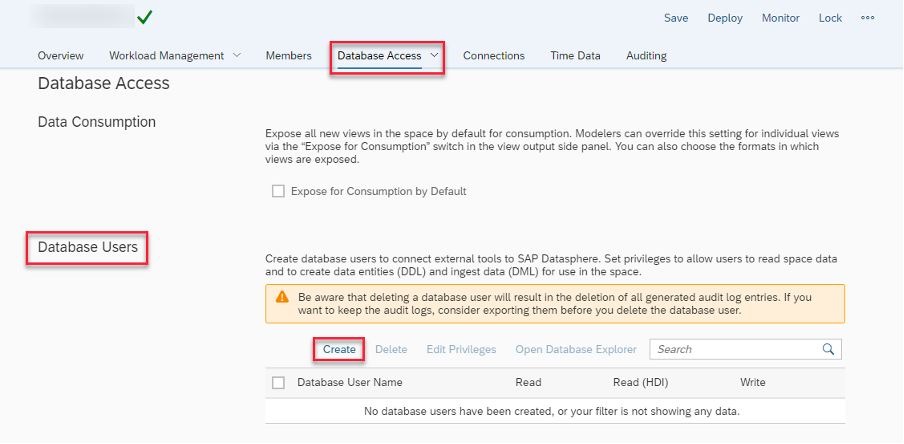 Save Deploy Monitor Lock
Overview Workload Management Members Database Access Connections Time Data Auditing
Database Access
Data Consumption
Expose all new views in the space by default for consumption. Modelers can override this setting for individual views
via the “Expose for Consumption” switch in the view output side panel. You can also choose the formats in which
views are exposed.
Expose for Consumption by Default
Database Users
Create database users to connect external tools to SAP Datasphere. Set privileges to allow users to read space data
and to create data entities (DDL) and ingest data (DML) for use in the space.
Be aware that deleting a database user will result in the deletion of all generated audit log entries. If you
want to keep the audit logs, consider exporting them before you delete the database user.
Create Delete Edit Privileges Open Database Explorer Search
Database User Name Read Read (HDI) Write
No database users have been created, or your filter is not showing any data.